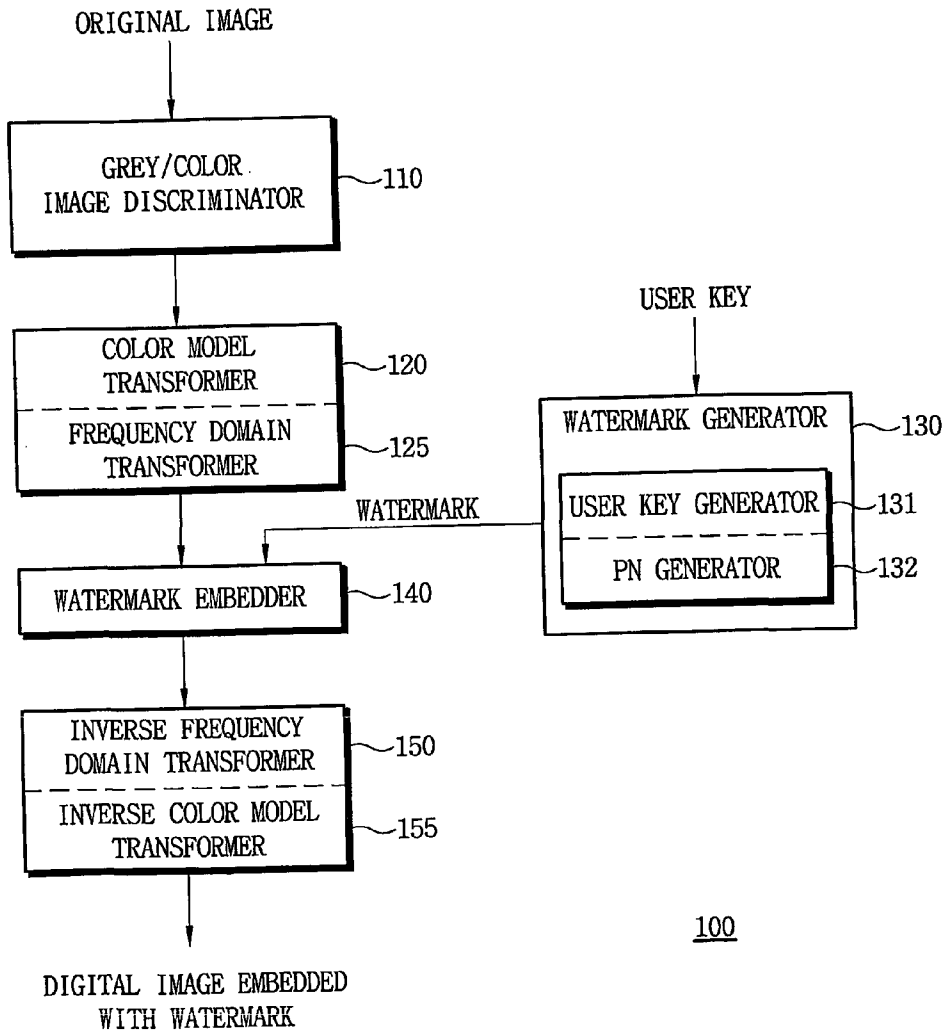 ORIGINAL IMAGE
GREY/COLOR
IMAGE DISCRIMINATOR
110
COLOR MODEL
TRANSFORMER
120
FREQUENCY DOMAIN
TRANSFORMER
125
USER KEY
WATERMARK GENERATOR
130
USER KEY GENERATOR
131
PN GENERATOR
132
WATERMARK
WATERMARK EMBEDDER
140
INVERSE FREQUENCY
DOMAIN TRANSFORMER
150
INVERSE COLOR MODEL
TRANSFORMER
155
100
DIGITAL IMAGE EMBEDDED
WITH WATERMARK